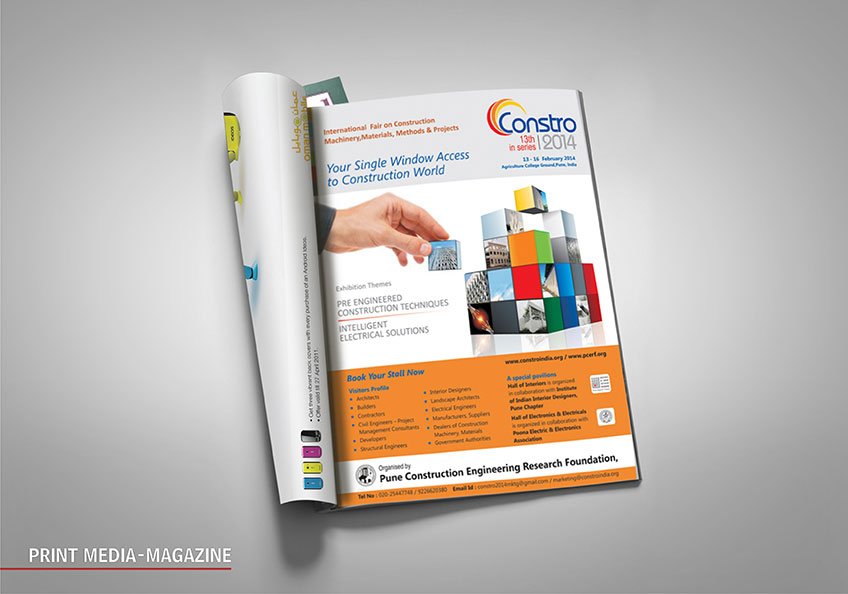 International Fair on Construction
Machinery,Materials, Methods & Projects
Constro
13th
in series
2014
13 - 16 February 2014
Agriculture College Ground,Pune, India
Your Single Window Access
to Construction World
Exhibition Themes
PRE ENGINEERED
CONSTRUCTION TECHNIQUES
INTELLIGENT
ELECTRICAL SOLUTIONS
www.constroindia.org / www.pcerf.org
Book Your Stall Now
Visitors Profile
• Architects
• Builders
• Contractors
• Civil Engineers - Project
Management Consultants
• Developers
• Structural Engineers
• Interior Designers
• Landscape Architects
• Electrical Engineers
• Manufacturers, Suppliers
• Dealers of Construction
Machinery, Materials
• Government Authorities
A special pavilions
Hall of Interiors is organized
in collaboration with Institute
of Indian Interior Designers,
Pune Chapter
Hall of Electronics & Electricals
is organized in collaboration with
Poona Electric & Electronics
Association
Organised by
Pune Construction Engineering Research Foundation,
Tel No : 020-25447748 / 9226620380 Email Id : constro2014mktg@gmail.com / marketing@constroindia.org
• Get three vibrant back covers with every purchase of an Android Ideos.
• Offer valid till 27 April 2011.
PRINT MEDIA-MAGAZINE